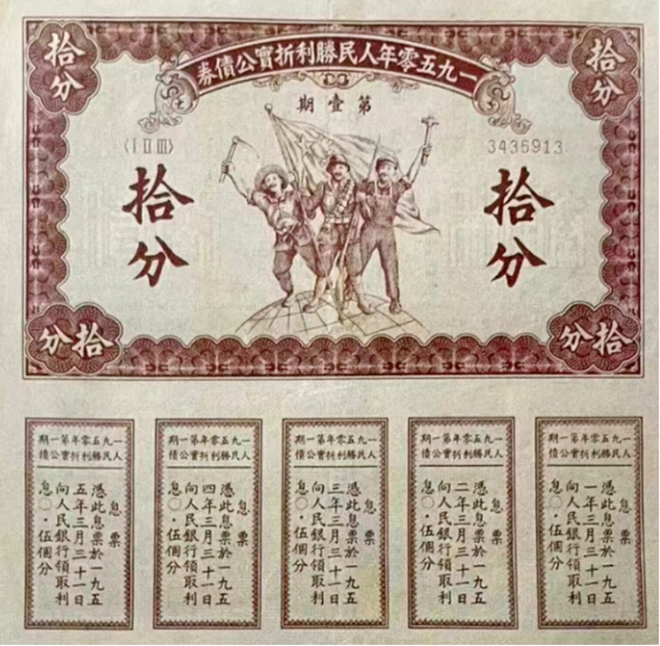 拾分
一九五零年人民勝利折實公債券
拾分
第壹期
〈I II III〉
3435913
拾分
拾分
拾分
拾分
一九五零年第一期
人民勝利折實公債
息票
憑此息票於一九五
一年三月三十一日
向人民銀行領取利
息〇·伍個分
一九五零年第一期
人民勝利折實公債
息票
憑此息票於一九五
二年三月三十一日
向人民銀行領取利
息〇·伍個分
一九五零年第一期
人民勝利折實公債
息票
憑此息票於一九五
三年三月三十一日
向人民銀行領取利
息〇·伍個分
一九五零年第一期
人民勝利折實公債
息票
憑此息票於一九五
四年三月三十一日
向人民銀行領取利
息〇·伍個分
一九五零年第一期
人民勝利折實公債
息票
憑此息票於一九五
五年三月三十一日
向人民銀行領取利
息〇·伍個分